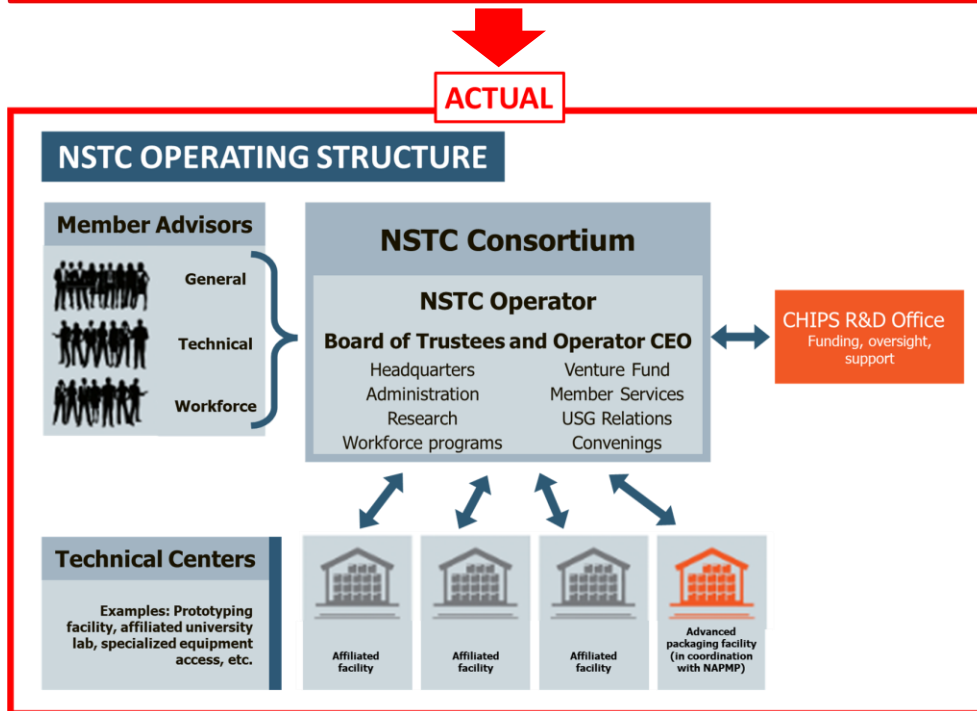 ACTUAL
NSTC OPERATING STRUCTURE
Member Advisors
General
Technical
Workforce
NSTC Consortium
NSTC Operator
Board of Trustees and Operator CEO
Headquarters
Administration
Research
Workforce programs
Venture Fund
Member Services
USG Relations
Convenings
CHIPS R&D Office
Funding, oversight,
support
Technical Centers
Examples: Prototyping
facility, affiliated university
lab, specialized equipment
access, etc.
Affiliated
facility
Affiliated
facility
Affiliated
facility
Advanced
packaging facility
(in coordination
with NAPMP)